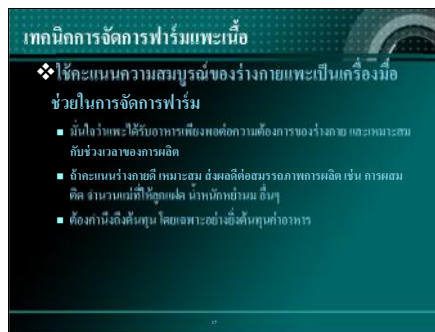 เทคนิคการจัดการฟาร์มแพะเนื้อ
❖ใช้คะแนนความสมบูรณ์ของร่างกายแพะเป็นเครื่องมือ
ช่วยในการจัดการฟาร์ม
▪ มั่นใจว่าแพะได้รับอาหารเพียงพอต่อความต้องการของร่างกาย และเหมาะสม
กับช่วงเวลาของการผลิต
▪ ถ้าคะแนนร่างกายดี เหมาะสม ส่งผลดีต่อสมรรถภาพการผลิต เช่น การผสม
ติด จำนวนแม่ที่ให้ลูกแฝด น้ำหนักหย่านม อื่นๆ
▪ ต้องคำนึงถึงต้นทุน โดยเฉพาะอย่างยิ่งต้นทุนค่าอาหาร